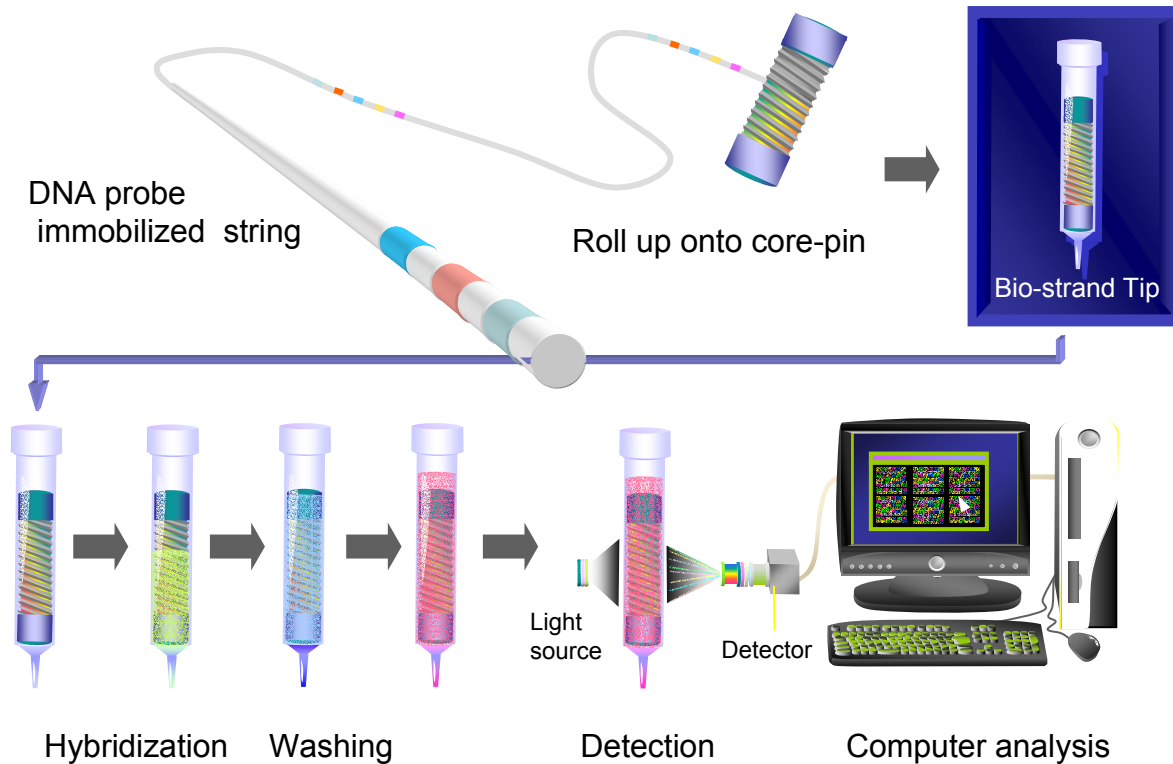 DNA probe
immobilized string
Roll up onto core-pin
Bio-strand Tip
Light
source
Detector
Hybridization
Washing
Detection
Computer analysis